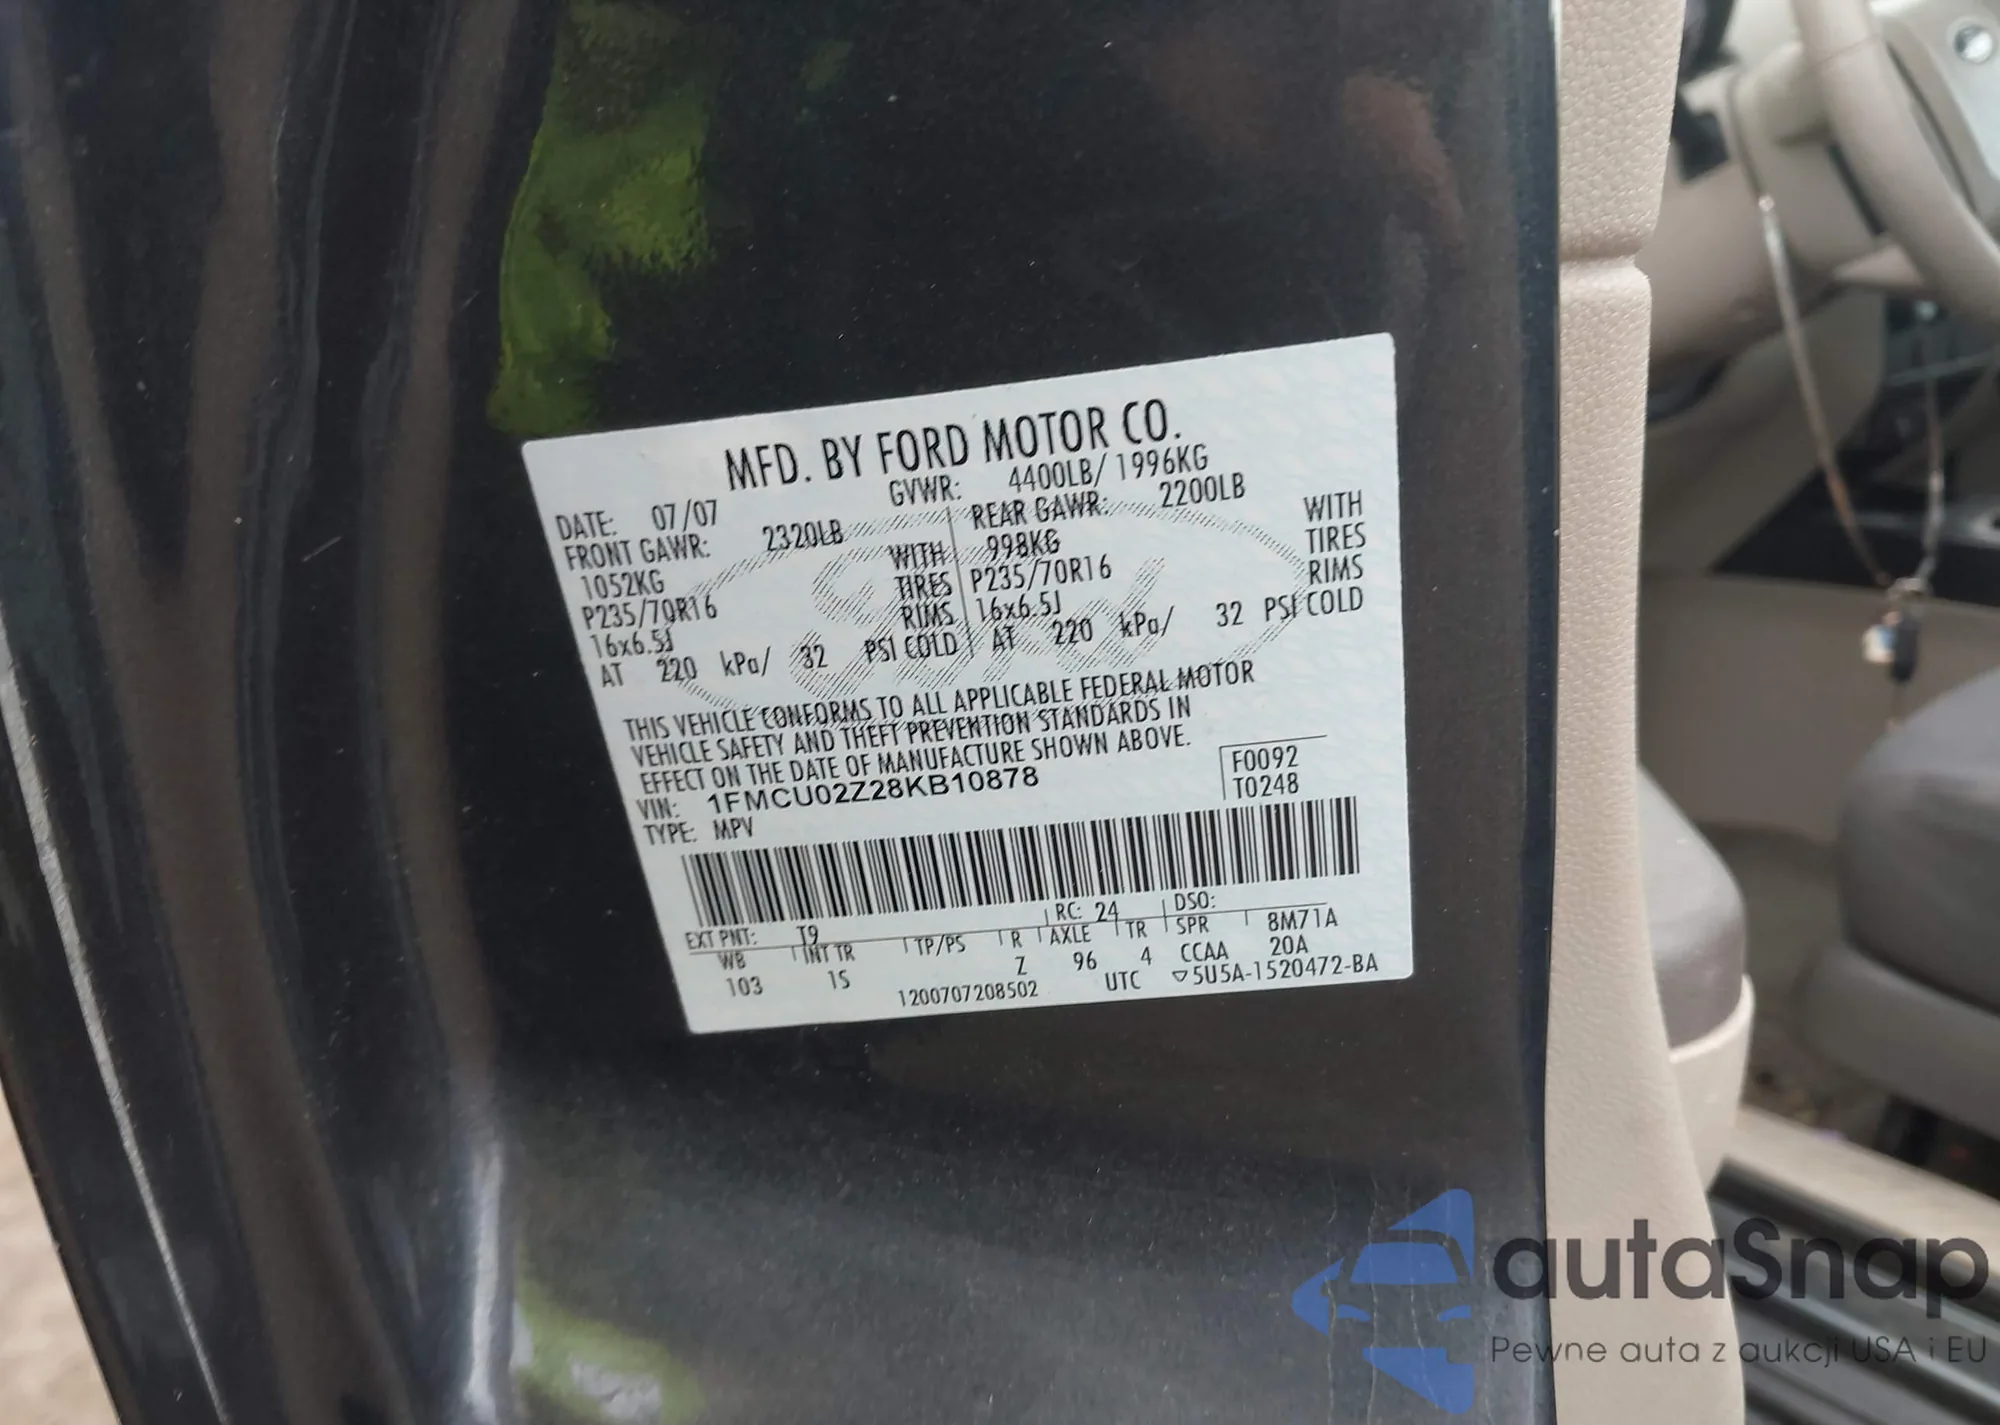 MFD. BY FORD MOTOR CO.
DATE: 07/07 GVWR: 4400LB/ 1996KG
FRONT GAWR: 2320LB REAR GAWR: 2200LB
1052KG WITH 998KG WITH
P235/70R16 TIRES P235/70R16 TIRES
16x6.5J RIMS 16x6.5J RIMS
AT 220 kPa/ 32 PSI COLD AT 220 kPa/ 32 PSI COLD
THIS VEHICLE CONFORMS TO ALL APPLICABLE FEDERAL MOTOR
VEHICLE SAFETY AND THEFT PREVENTION STANDARDS IN
EFFECT ON THE DATE OF MANUFACTURE SHOWN ABOVE.
VIN: 1FMCU02Z28KB10878 F0092
TYPE: MPV T0248
EXT PNT: T9 RC: 24 DSO:
WB INT TR TP/PS R AXLE TR SPR 8M71A
103 1S Z 96 4 CCAA 20A
1200707208502 UTC ▽5U5A-1520472-BA
autoSnap
Pewne auta z aukcji USA i EU